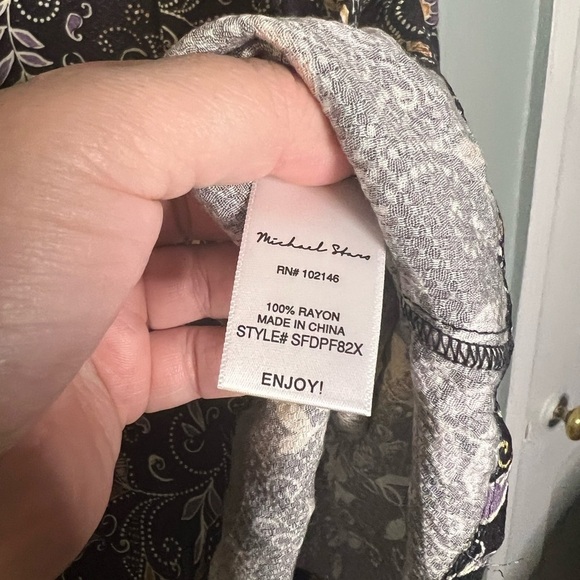 Michael Stars
RN# 102146
100% RAYON
MADE IN CHINA
STYLE# SFDPF82X
ENJOY!